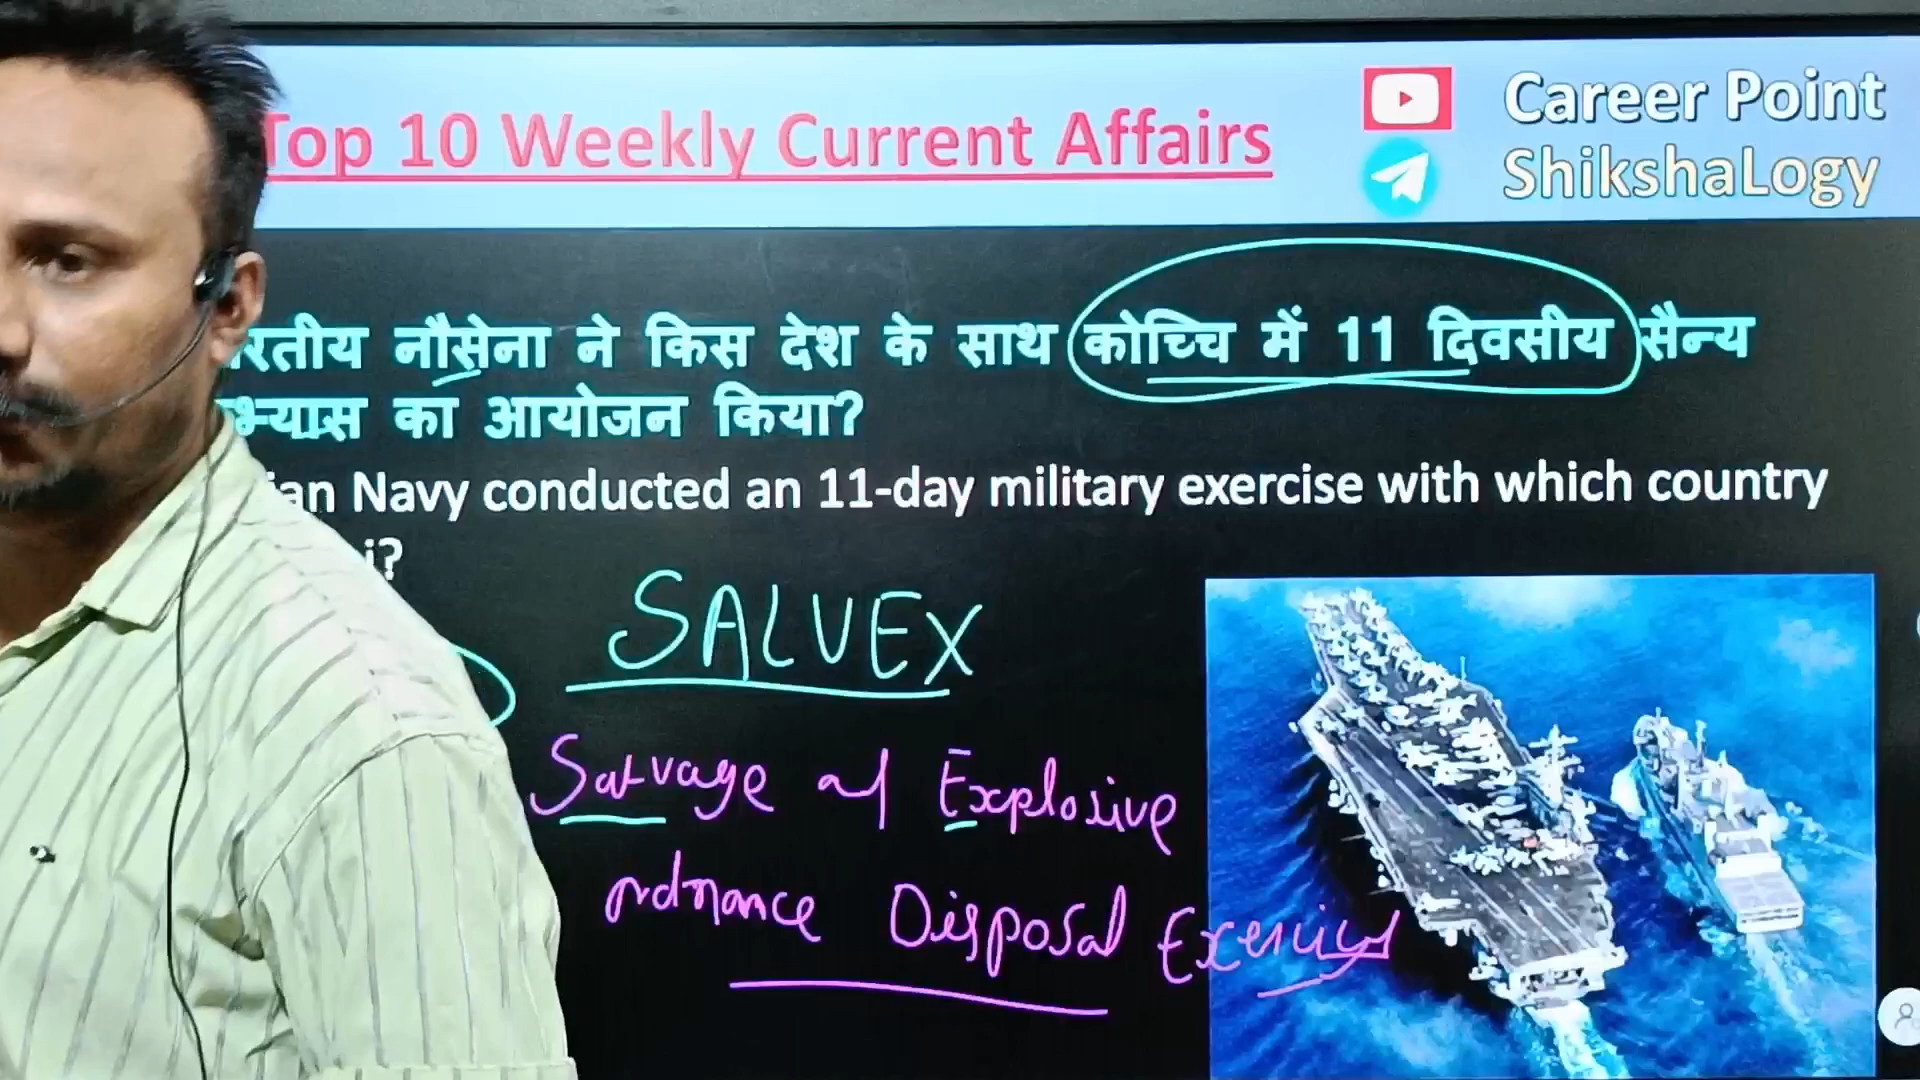 Top 10 Weekly Current Affairs
Career Point
ShikshaLogy
रतीय नौसेना ने किस देश के साथ कोच्चि में 11 दिवसीय सैन्य
भ्यास का आयोजन किया?
ian Navy conducted an 11-day military exercise with which country
i?
SALVEX
Salvage of Explosive
ordnance Disposal Exercise